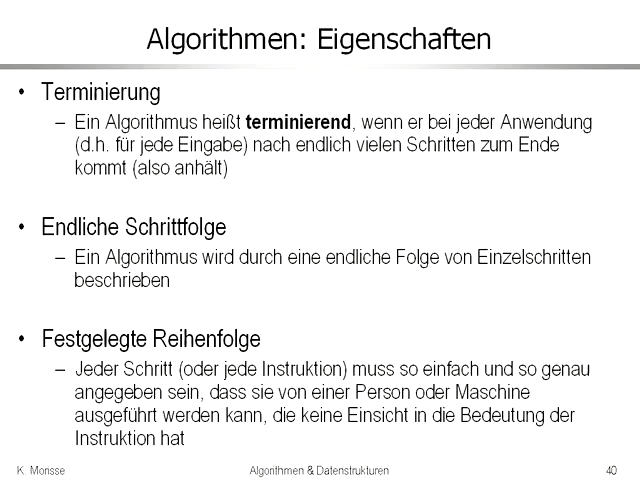 Algorithmen: Eigenschaften
• Terminierung
– Ein Algorithmus heißt terminierend, wenn er bei jeder Anwendung
(d.h. für jede Eingabe) nach endlich vielen Schritten zum Ende
kommt (also anhält)
• Endliche Schrittfolge
– Ein Algorithmus wird durch eine endliche Folge von Einzelschritten
beschrieben
• Festgelegte Reihenfolge
– Jeder Schritt (oder jede Instruktion) muss so einfach und so genau
angegeben sein, dass sie von einer Person oder Maschine
ausgeführt werden kann, die keine Einsicht in die Bedeutung der
Instruktion hat
K. Morisse Algorithmen & Datenstrukturen 40